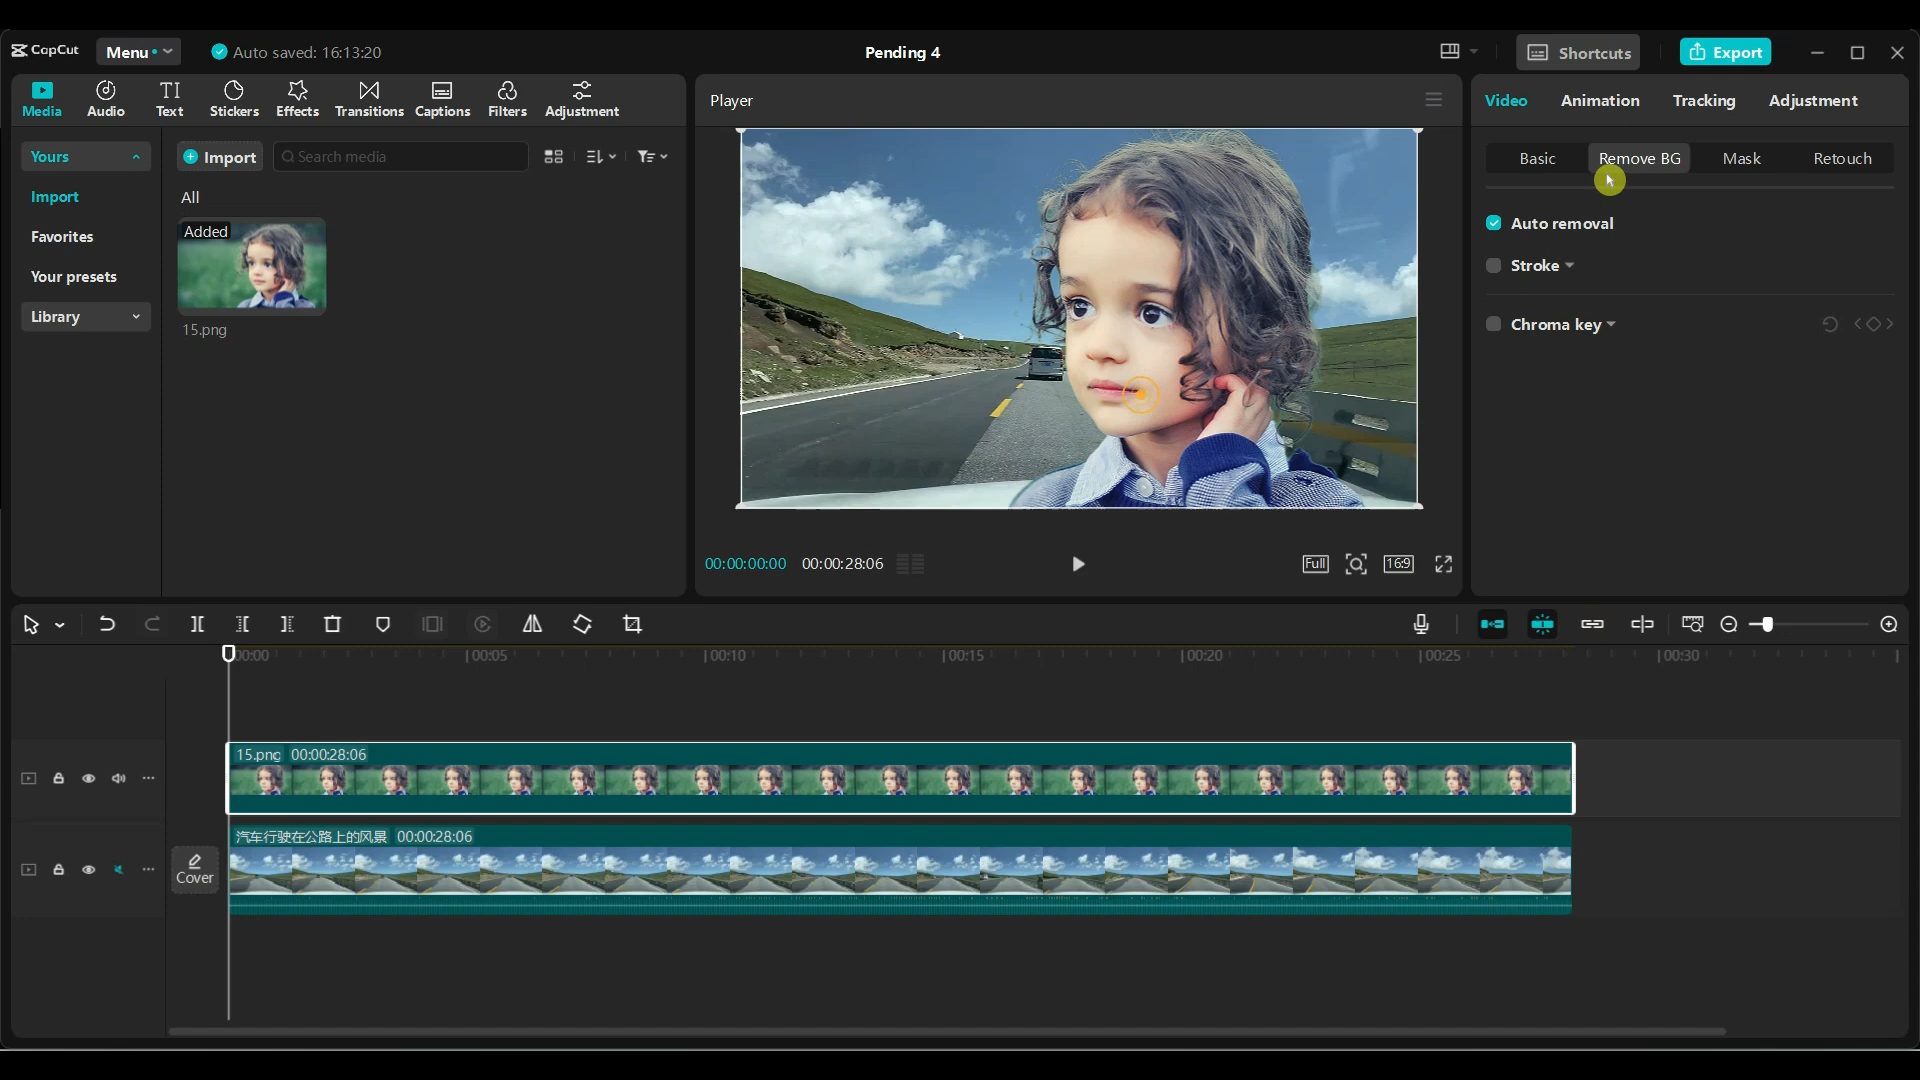 CapCut
Menu
Auto saved: 16:13:20
Pending 4
Shortcuts
Export
Media
Audio
Text
Stickers
Effects
Transitions
Captions
Filters
Adjustment
Player
Video
Animation
Tracking
Adjustment
Yours
Import
Search media
Basic
Remove BG
Mask
Retouch
Import
Favorites
Your presets
Library
All
Added
15.png
Auto removal
Stroke
Chroma key
00:00:00:00
00:00:28:06
Full
16:9
00:00
00:05
00:10
00:15
00:20
00:25
00:30
15.png 00:00:28:06
汽车行驶在公路上的风景 00:00:28:06
Cover